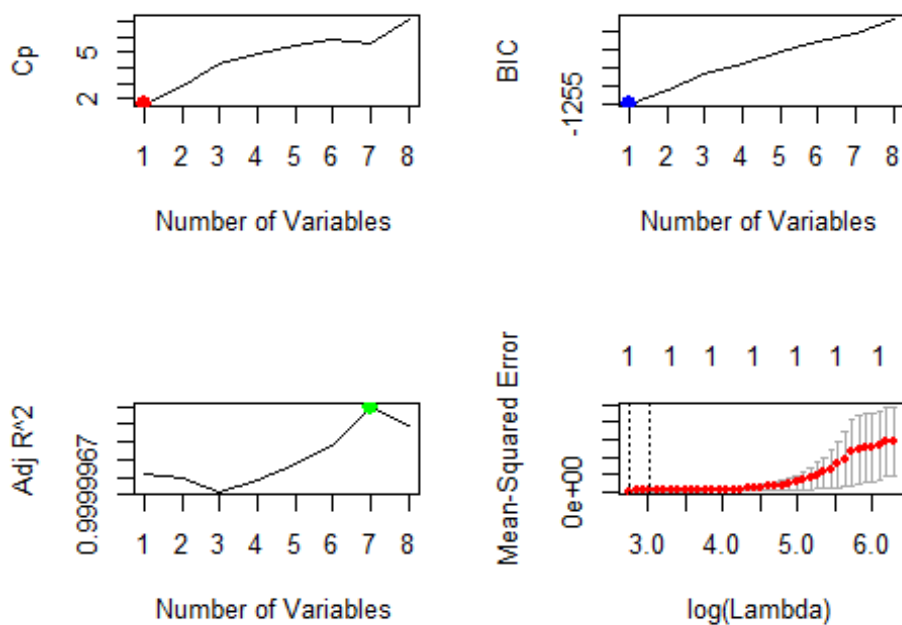 Cp
5
2
1 2 3 4 5 6 7 8
Number of Variables
BIC
-1255
1 2 3 4 5 6 7 8
Number of Variables
Adj R^2
0.9999967
1 2 3 4 5 6 7 8
Number of Variables
1 1 1 1 1 1 1
Mean-Squared Error
0e+00
3.0 4.0 5.0 6.0
log(Lambda)